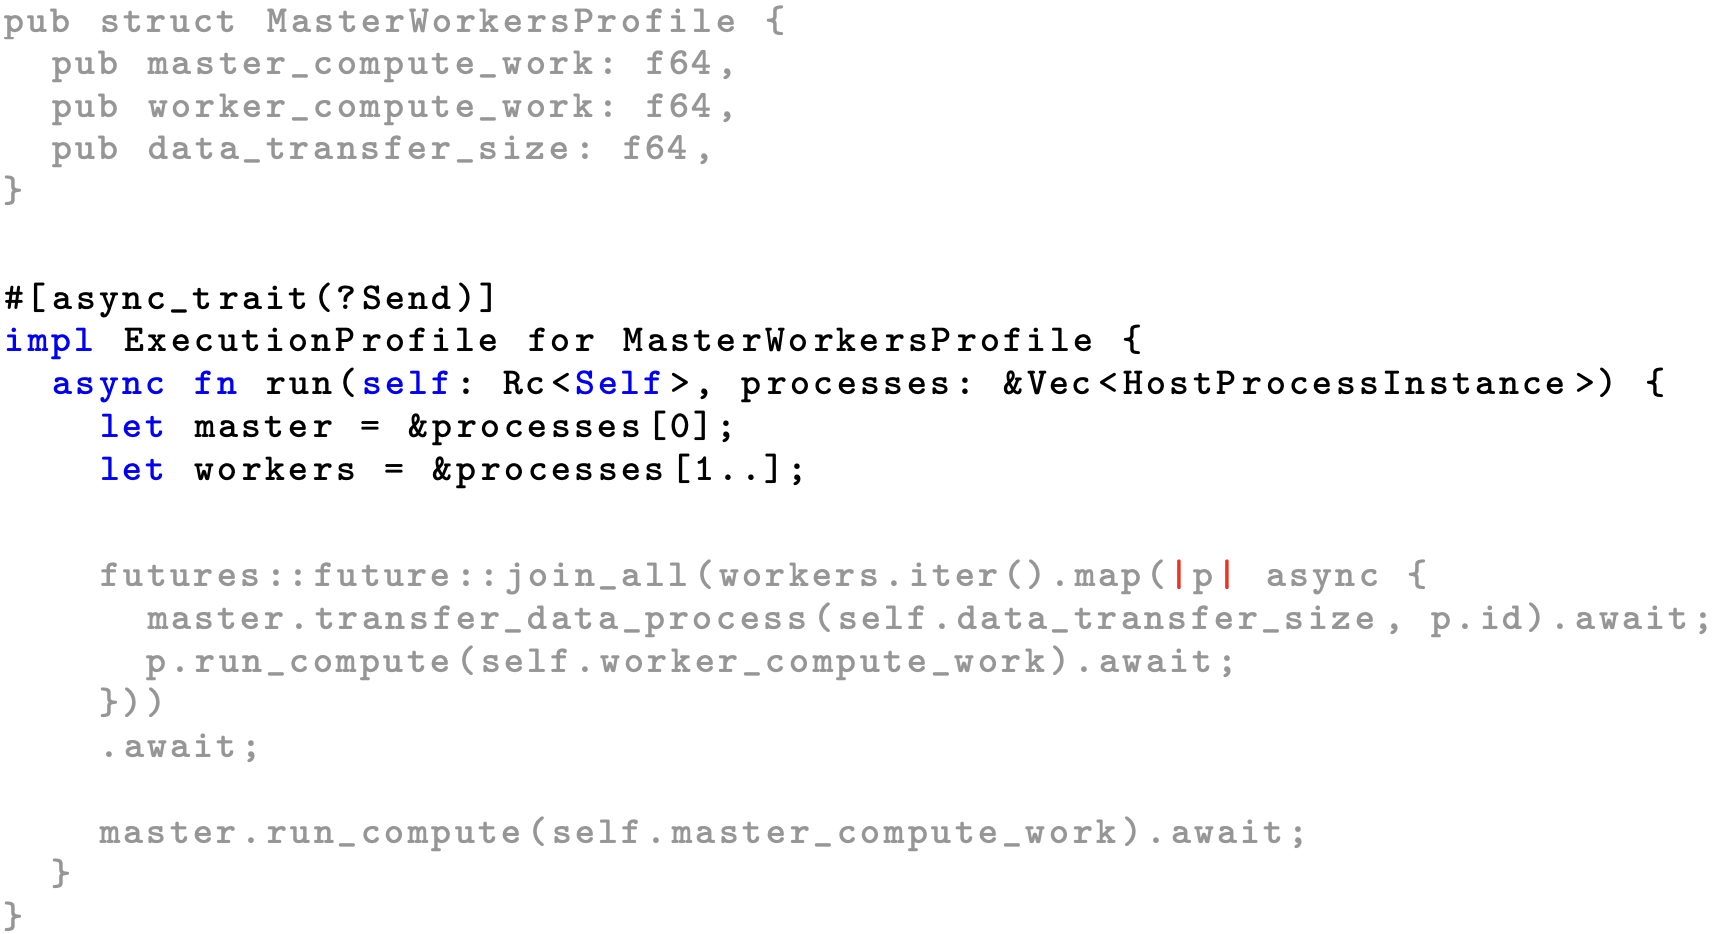 pub struct MasterWorkersProfile {
  pub master_compute_work: f64,
  pub worker_compute_work: f64,
  pub data_transfer_size: f64,
}

#[async_trait(?Send)]
impl ExecutionProfile for MasterWorkersProfile {
  async fn run(self: Rc<Self>, processes: &Vec<HostProcessInstance>) {
    let master = &processes[0];
    let workers = &processes[1..];

    futures::future::join_all(workers.iter().map(|p| async {
      master.transfer_data_process(self.data_transfer_size, p.id).await;
      p.run_compute(self.worker_compute_work).await;
    }))
    .await;

    master.run_compute(self.master_compute_work).await;
  }
}